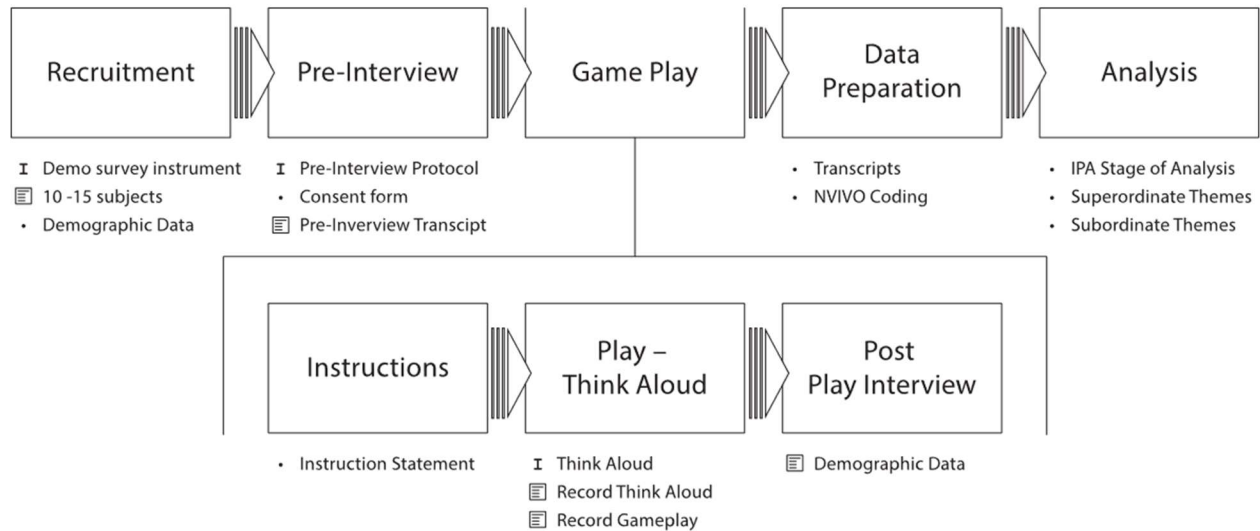 Recruitment
Pre-Interview
Game Play
Data
Preparation
Analysis
I Demo survey instrument
10 -15 subjects
• Demographic Data
I Pre-Interview Protocol
• Consent form
Pre-Inverview Transcipt
• Transcripts
• NVIVO Coding
• IPA Stage of Analysis
• Superordinate Themes
• Subordinate Themes
Instructions
Play –
Think Aloud
Post
Play Interview
• Instruction Statement
I Think Aloud
Record Think Aloud
Record Gameplay
Demographic Data